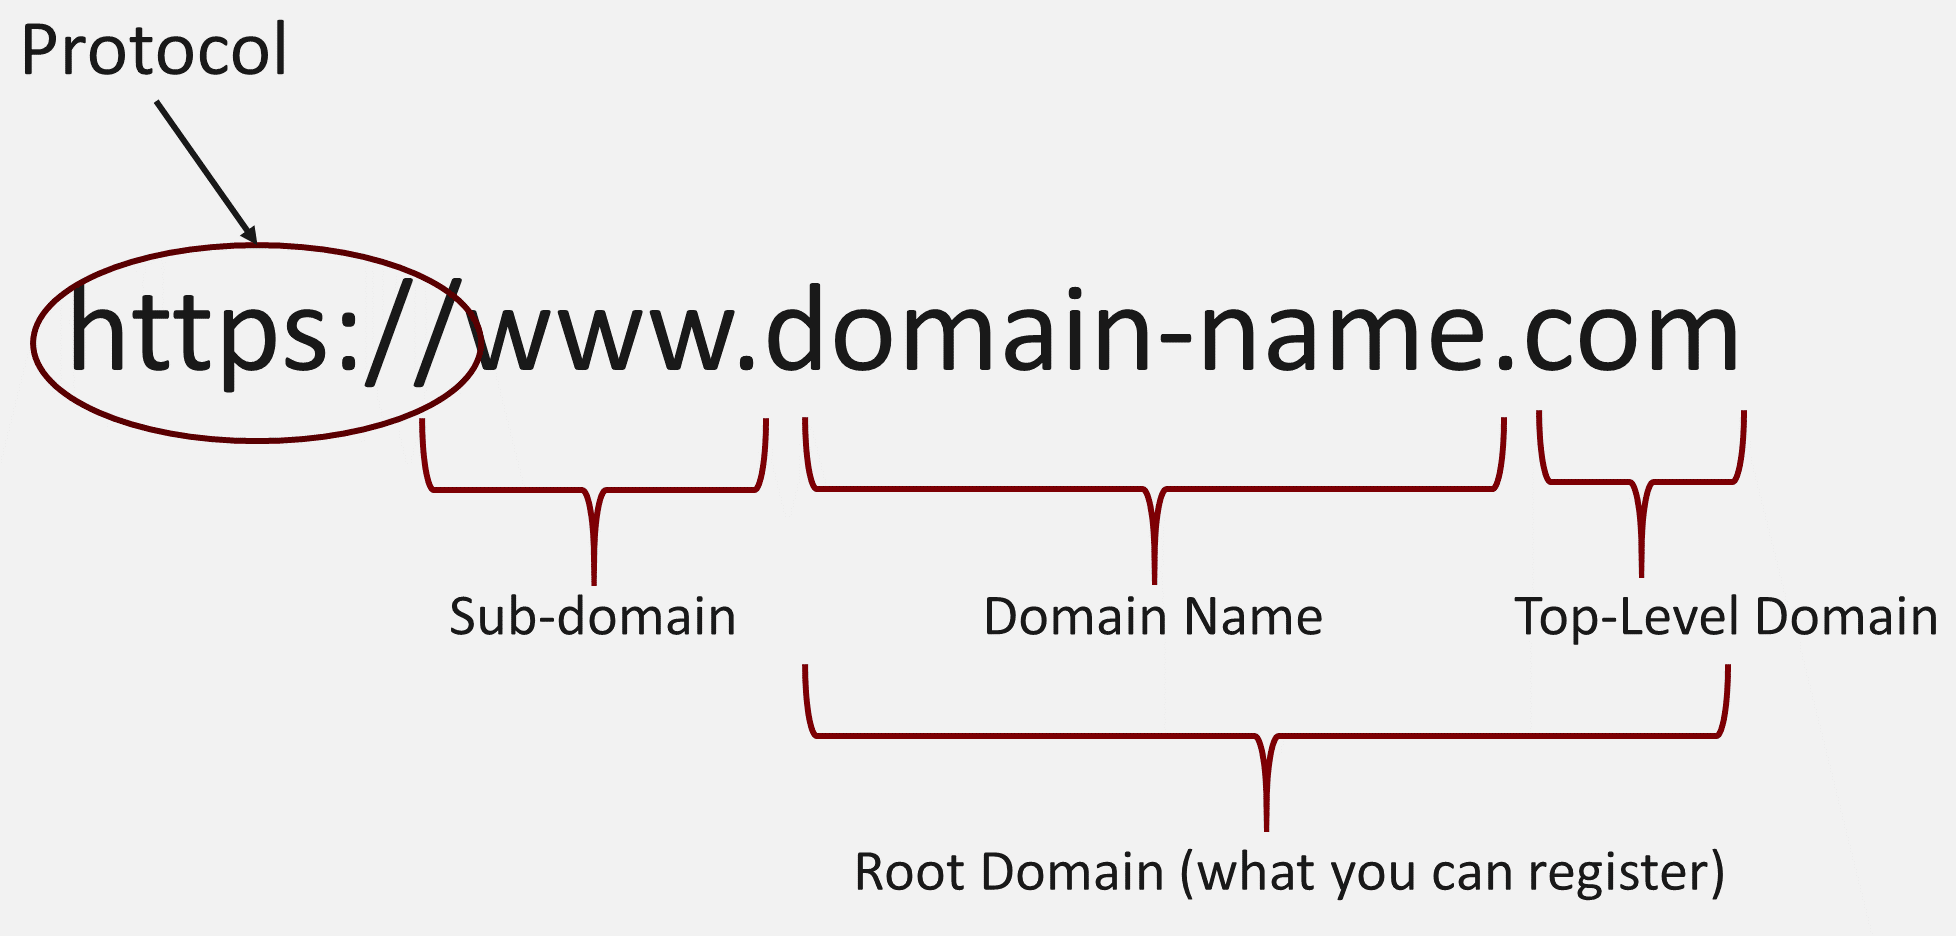 Protocol
https://www.domain-name.com
Sub-domain
Domain Name
Top-Level Domain
Root Domain (what you can register)